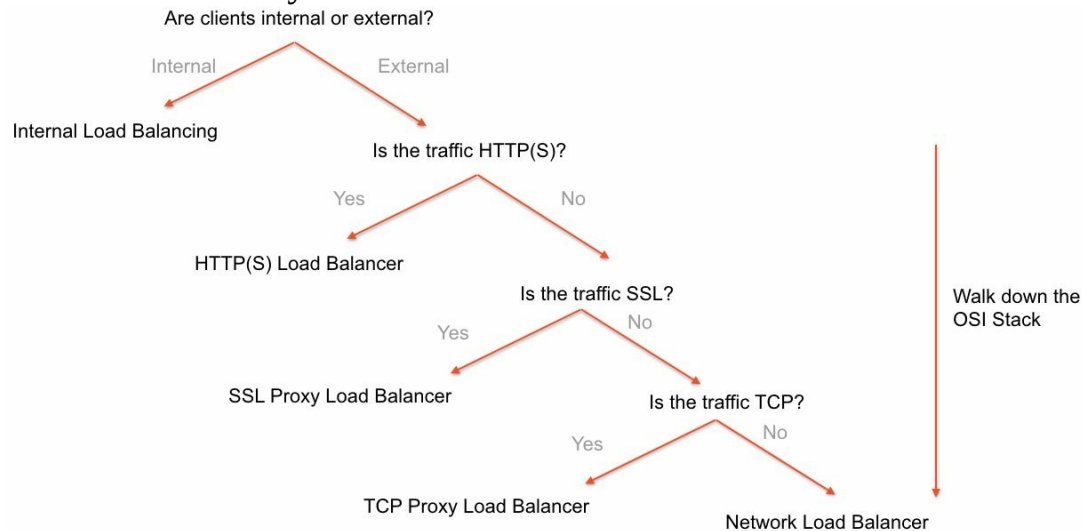 Are clients internal or external?
Internal
External
Internal Load Balancing
Is the traffic HTTP(S)?
Yes
No
HTTP(S) Load Balancer
Is the traffic SSL?
Walk down the
OSI Stack
Yes
No
SSL Proxy Load Balancer
Is the traffic TCP?
Yes
No
TCP Proxy Load Balancer
Network Load Balancer